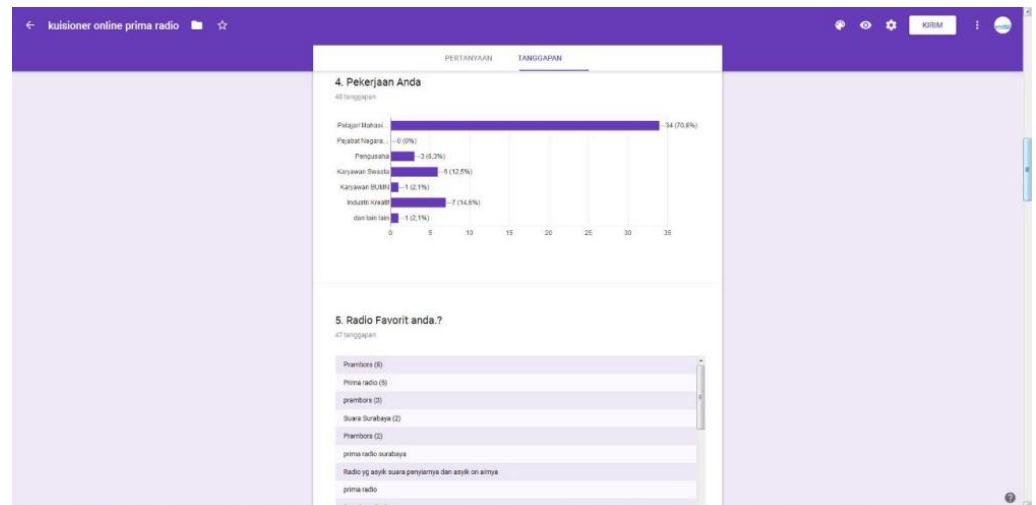 kuisioner online prima radio
KIRIM
PERTANYAAN TANGGAPAN
4. Pekerjaan Anda
48 tanggapan
Pelajar/Mahasi... 34 (70,8%)
Pejabat Negara... 0 (0%)
Pengusaha 3 (6,3%)
Karyawan Swasta 6 (12,5%)
Karyawan BUMN 1 (2,1%)
Industri Kreatif 7 (14,6%)
dan lain lain 1 (2,1%)
0 5 10 15 20 25 30 35
5. Radio Favorit anda.?
47 tanggapan
Prambors (8)
Prima radio (5)
prambors (3)
Suara Surabaya (2)
Prambors (2)
prima radio surabaya
Radio yg asyik suara penyiarnya dan asyik on airnya
prima radio